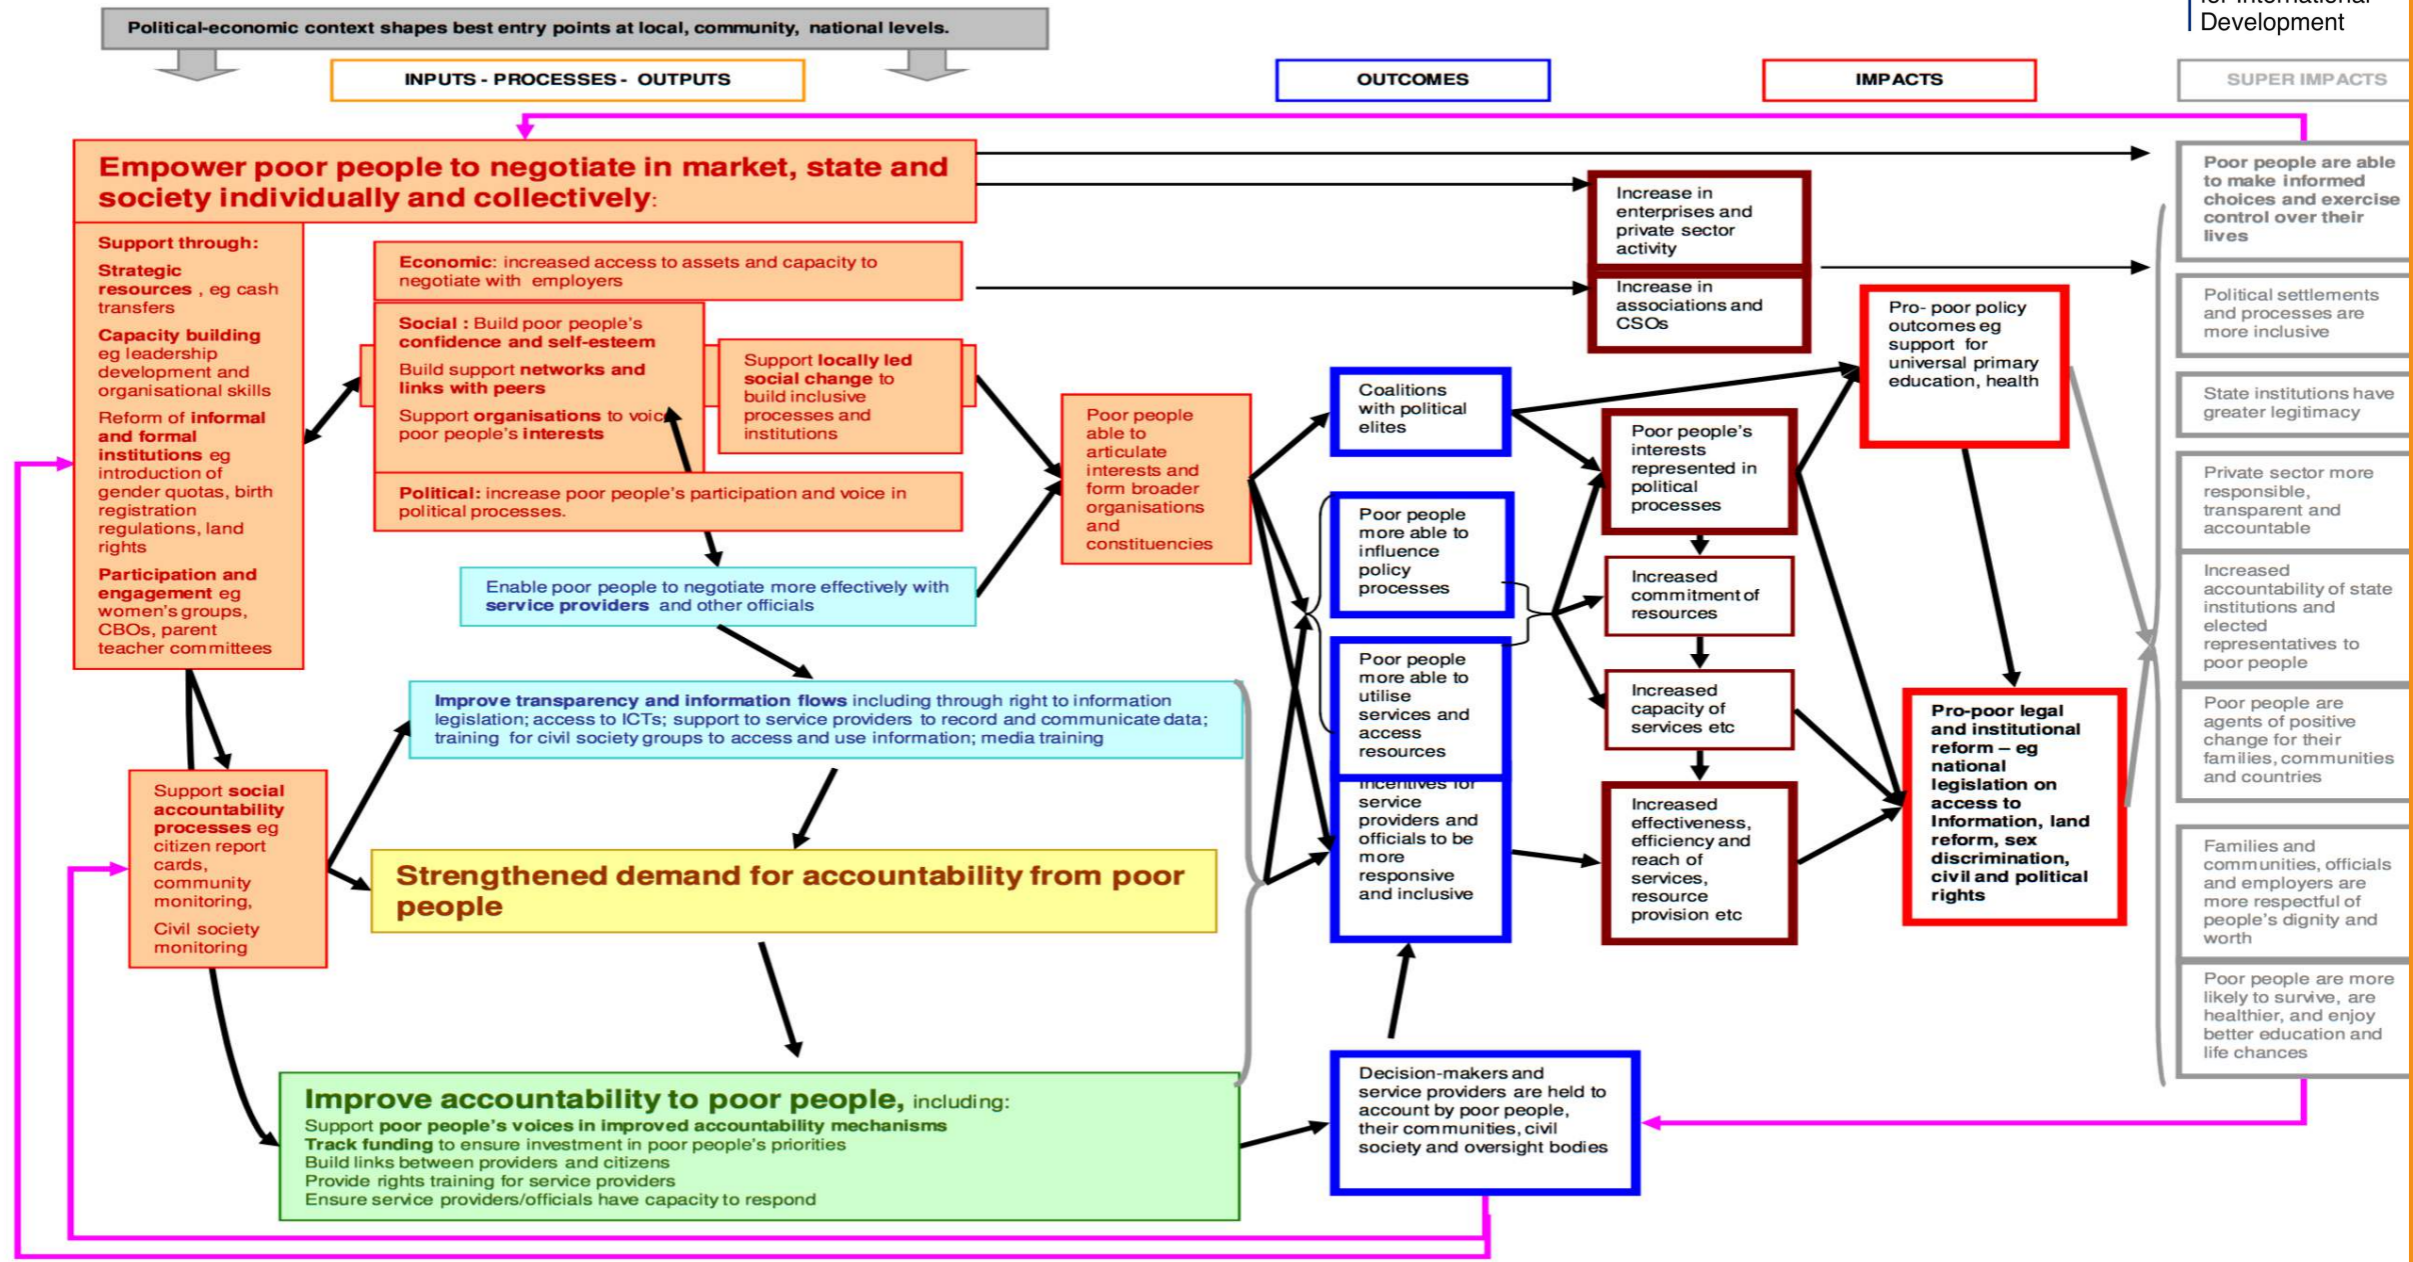 for International
Development
Political-economic context shapes best entry points at local, community, national levels.
INPUTS - PROCESSES - OUTPUTS
OUTCOMES
IMPACTS
SUPER IMPACTS
Empower poor people to negotiate in market, state and
society individually and collectively:
Support through:
Strategic
resources , eg cash
transfers
Capacity building
eg leadership
development and
organisational skills
Reform of informal
and formal
institutions eg
introduction of
gender quotas, birth
registration
regulations, land
rights
Participation and
engagement eg
women's groups,
CBOs, parent
teacher committees
Economic: increased access to assets and capacity to
negotiate with employers
Social : Build poor people's
confidence and self-esteem
Build support networks and
links with peers
Support organisations to voice
poor people's interests
Support locally led
social change to
build inclusive
processes and
institutions
Political: increase poor people's participation and voice in
political processes.
Enable poor people to negotiate more effectively with
service providers and other officials
Improve transparency and information flows including through right to information
legislation; access to ICTs; support to service providers to record and communicate data;
training for civil society groups to access and use information; media training
Support social
accountability
processes eg
citizen report
cards,
community
monitoring,
Civil society
monitoring
Strengthened demand for accountability from poor
people
Improve accountability to poor people, including:
Support poor people's voices in improved accountability mechanisms
Track funding to ensure investment in poor people's priorities
Build links between providers and citizens
Provide rights training for service providers
Ensure service providers/officials have capacity to respond
Poor people
able to
articulate
interests and
form broader
organisations
and
constituencies
Coalitions
with political
elites
Poor people
more able to
influence
policy
processes
Poor people
more able to
utilise
services and
access
resources
Incentives for
service
providers and
officials to be
more
responsive
and inclusive
Decision-makers and
service providers are held to
account by poor people,
their communities, civil
society and oversight bodies
Increase in
enterprises and
private sector
activity
Increase in
associations and
CSOs
Poor people's
interests
represented in
political
processes
Increased
commitment of
resources
Increased
capacity of
services etc
Increased
effectiveness,
efficiency and
reach of
services,
resource
provision etc
Pro- poor policy
outcomes eg
support for
universal primary
education, health
Pro-poor legal
and institutional
reform – eg
national
legislation on
access to
Information, land
reform, sex
discrimination,
civil and political
rights
Poor people are able
to make informed
choices and exercise
control over their
lives
Political settlements
and processes are
more inclusive
State institutions have
greater legitimacy
Private sector more
responsible,
transparent and
accountable
Increased
accountability of state
institutions and
elected
representatives to
poor people
Poor people are
agents of positive
change for their
families, communities
and countries
Families and
communities, officials
and employers are
more respectful of
people's dignity and
worth
Poor people are more
likely to survive, are
healthier, and enjoy
better education and
life chances